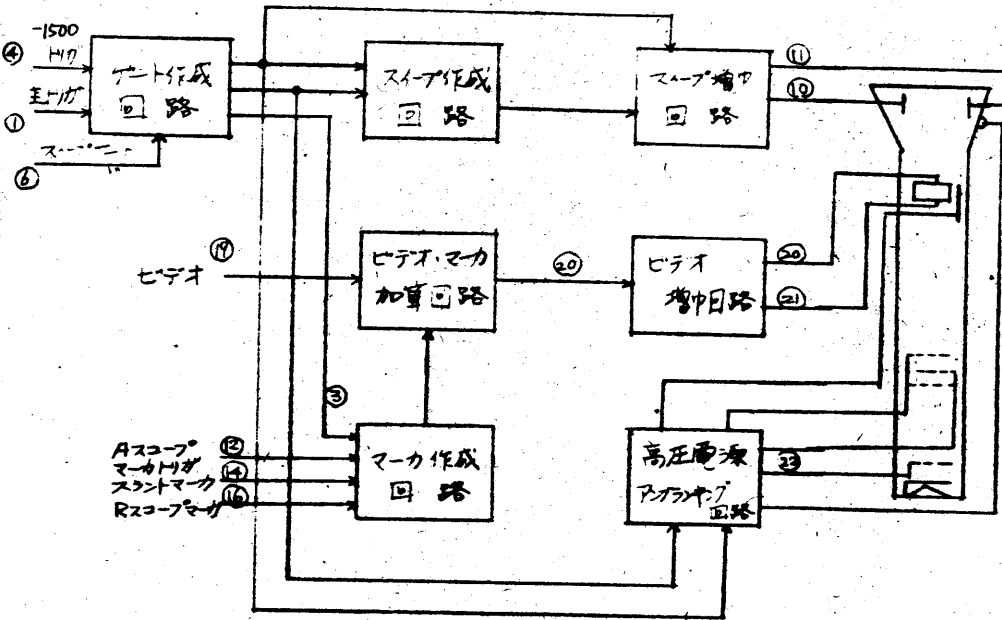 -1500
④ トリガ
主トリガ
①
⑥
ゲート作成
回路
スイープ作成
回路
スイープ増巾
回路
⑪
⑩
ビデオ
⑲
ビデオ・マーカ
加算回路
⑳
ビデオ
増巾回路
⑳
㉑
③
Aスコープ ⑫
マーカトリガ ⑭
スラントマーカ
Rスコープマーカ ⑯
マーカ作成
回路
高圧電源
アンブランキング
回路
㉓